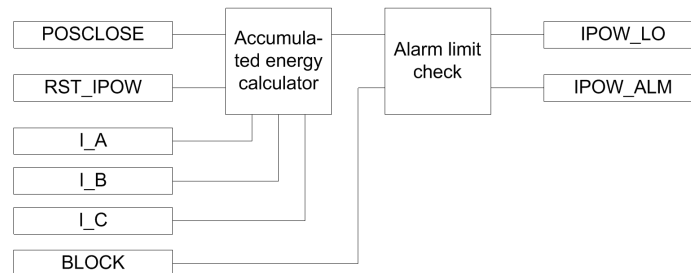 POSCLOSE
RST_IPOW
I_A
I_B
I_C
BLOCK
Accumula-
ted energy
calculator
Alarm limit
check
IPOW_LO
IPOW_ALM